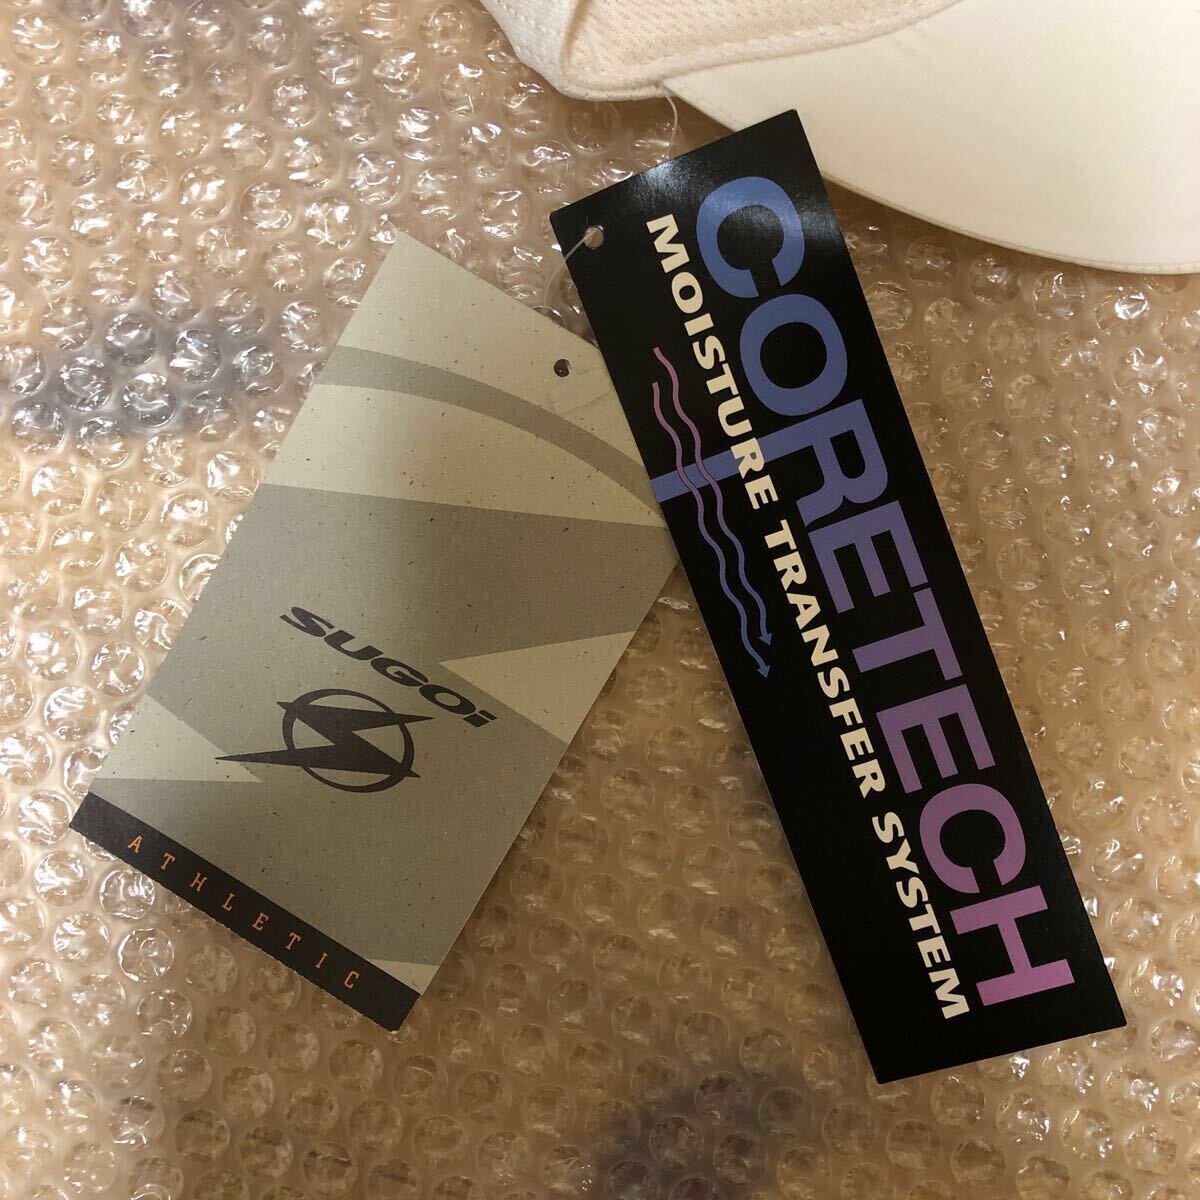 SUGOi
ATHLETIC
CORETECH
MOISTURE TRANSFER SYSTEM